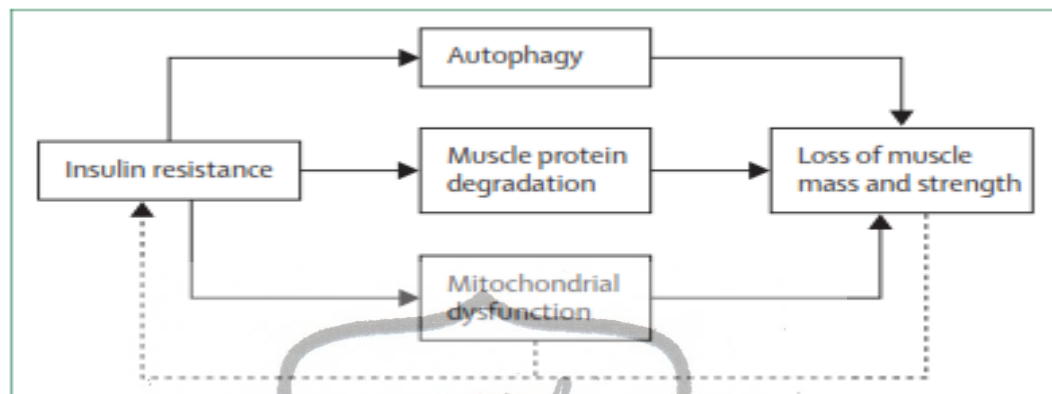 Autophagy
Insulin resistance
Muscle protein
degradation
Loss of muscle
mass and strength
Mitochondrial
dysfunction